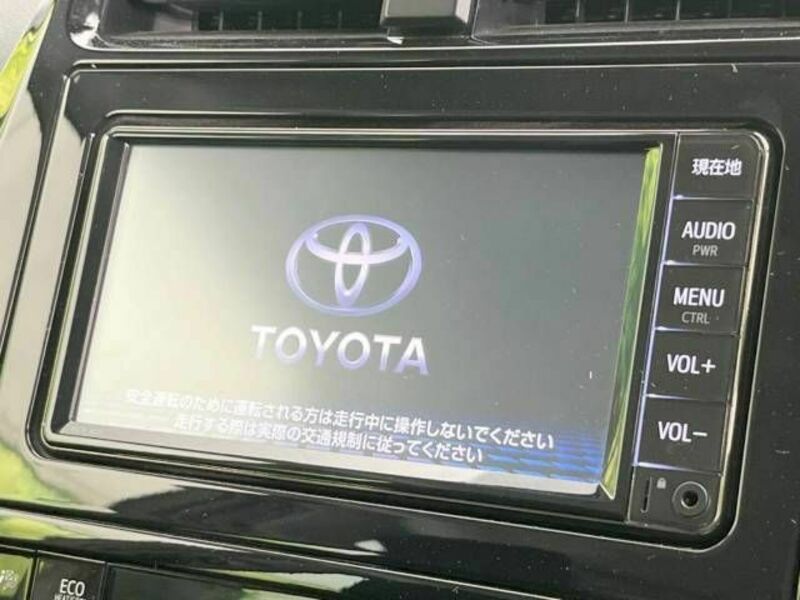 TOYOTA
安全運転のために運転される方は走行中に操作しないでください
走行する際は実際の交通規制に従ってください
現在地
AUDIO
PWR
MENU
CTRL
VOL+
VOL−
ECO